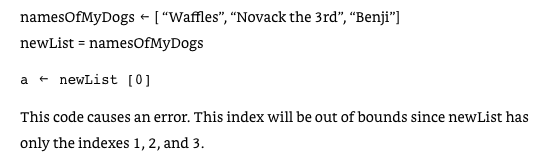 namesOfMyDogs ← [ “Waffles”, “Novack the 3rd”, “Benji”]
newList = namesOfMyDogs
a ← newList [0]
This code causes an error. This index will be out of bounds since newList has
only the indexes 1, 2, and 3.